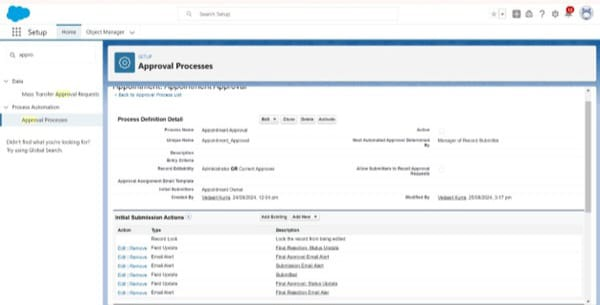 Search Setup
Setup
Home
Object Manager
appro
Data
Mass Transfer Approval Requests
Process Automation
Approval Processes
Didn't find what you're looking for?
Try using Global Search.
SETUP
Approval Processes
Appointment: Appointment Approval
‹ Back to Approval Process List
Process Definition Detail
Edit
Clone
Delete
Activate
Process Name
Appointment Approval
Active
Unique Name
Appointment_Approval
Next Automated Approver Determined By
Manager of Record Submitter
Description
Entry Criteria
Record Editability
Administrator OR Current Approver
Allow Submitters to Recall Approval Requests
Approval Assignment Email Template
Initial Submitters
Appointment Owner
Created By
24/08/2024, 12:04 pm
Modified By
25/08/2024, 3:17 pm
Initial Submission Actions
Add Existing
Add New
Action
Type
Description
Record Lock
Lock the record from being edited
Edit | Remove
Field Update
Final Rejection Status Update
Edit | Remove
Email Alert
Final Approval Email Alert
Edit | Remove
Email Alert
Submission Email Alert
Edit | Remove
Field Update
Submitted
Edit | Remove
Field Update
Final Approval Status Update
Edit | Remove
Email Alert
Final Rejection Email Aler